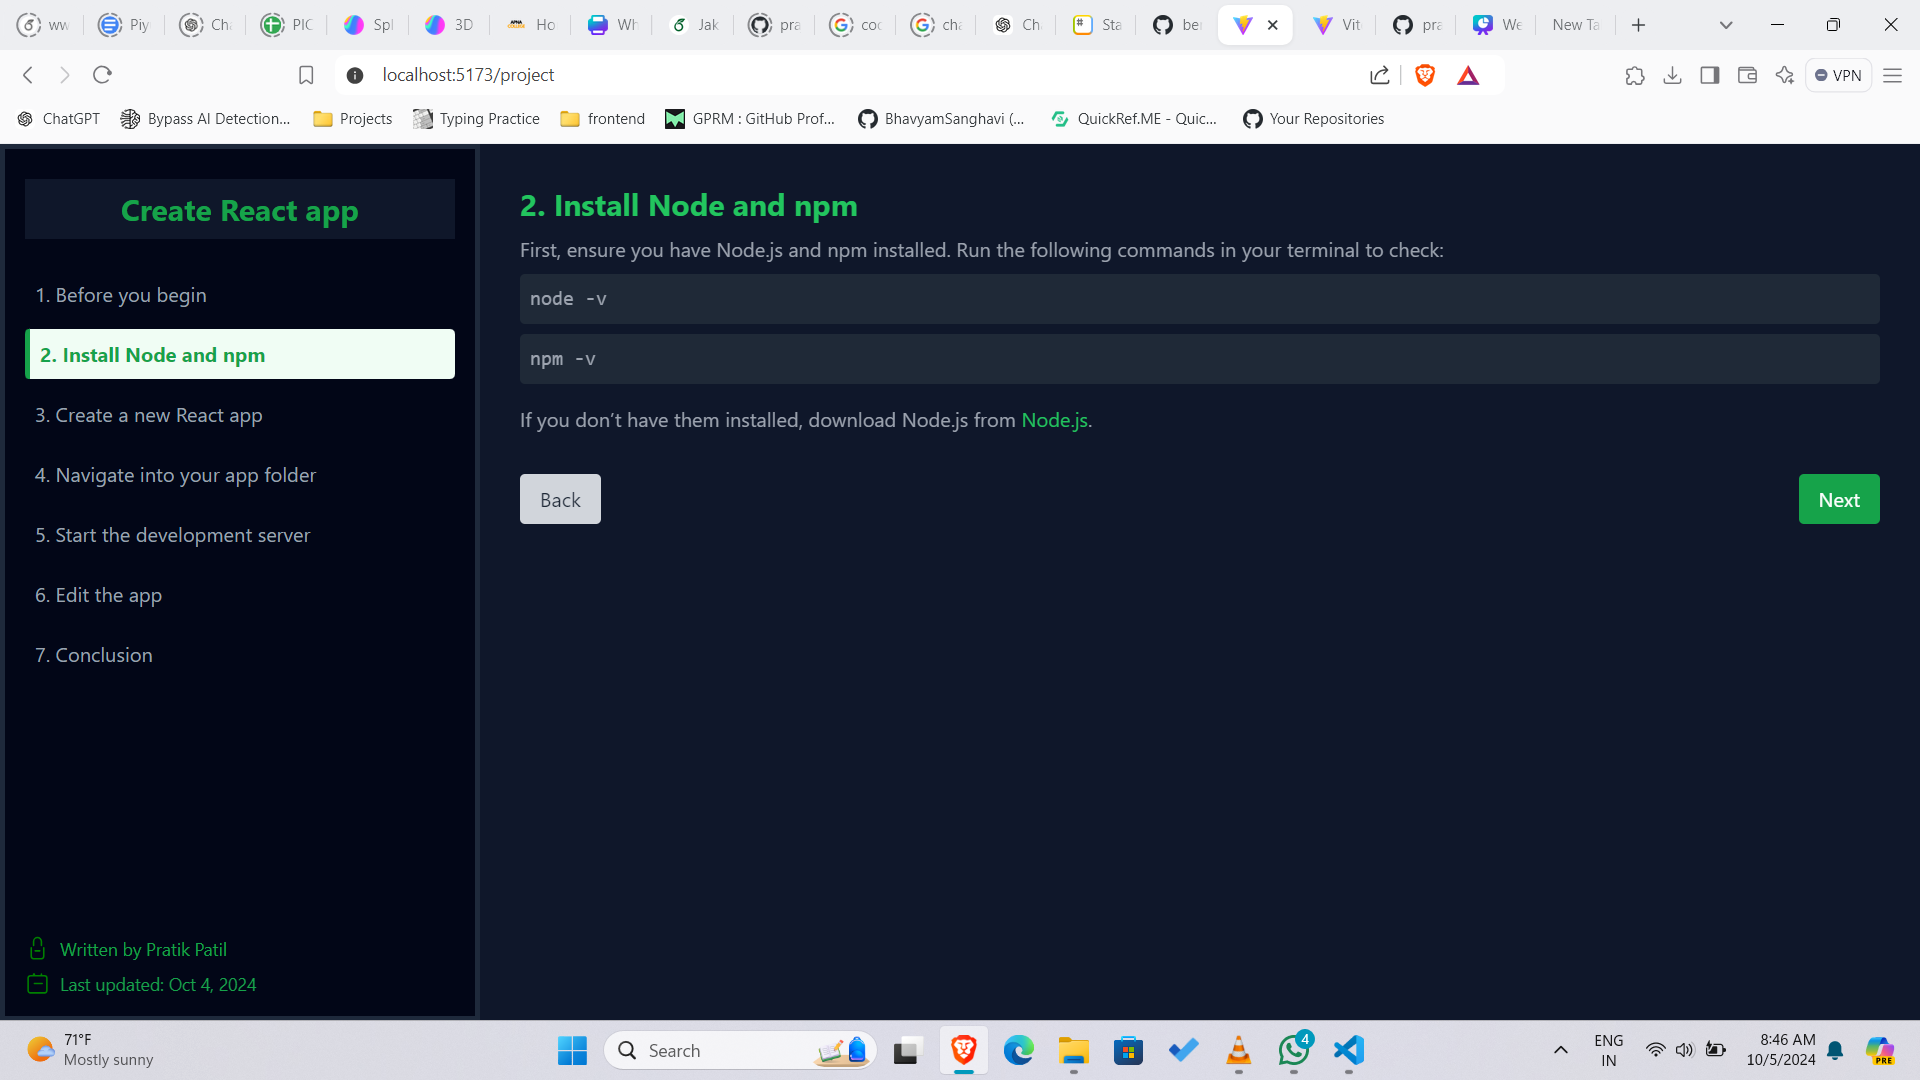 ww
Piy
Cha
PIC
Spl
3D
Ho
Wh
Jak
pra
coc
cha
Ch
Sta
ber
Vit
pra
We
New Ta
localhost:5173/project
VPN
ChatGPT
Bypass AI Detection...
Projects
Typing Practice
frontend
GPRM : GitHub Prof...
BhavyamSanghavi (...
QuickRef.ME - Quic...
Your Repositories
Create React app
1. Before you begin
2. Install Node and npm
3. Create a new React app
4. Navigate into your app folder
5. Start the development server
6. Edit the app
7. Conclusion
Written by Pratik Patil
Last updated: Oct 4, 2024
2. Install Node and npm
First, ensure you have Node.js and npm installed. Run the following commands in your terminal to check:
node -v
npm -v
If you don’t have them installed, download Node.js from Node.js.
Back
Next
71°F
Mostly sunny
Search
4
ENG
IN
8:46 AM
10/5/2024
PRE